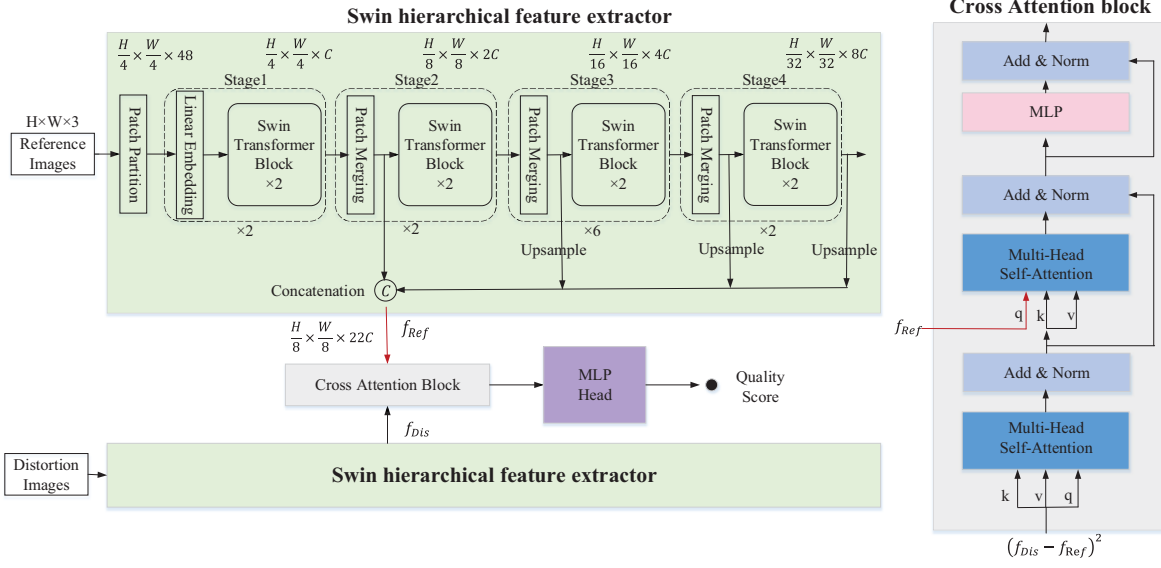 Swin hierarchical feature extractor
H/4 × W/4 × 48
H/4 × W/4 × C
H/8 × W/8 × 2C
H/16 × W/16 × 4C
H/32 × W/32 × 8C
Stage1
Stage2
Stage3
Stage4
H×W×3
Reference
Images
Patch Partition
Linear Embedding
Swin
Transformer
Block
×2
Patch Merging
Swin
Transformer
Block
×2
Patch Merging
Swin
Transformer
Block
×2
Patch Merging
Swin
Transformer
Block
×2
×2
×2
×6
×2
Upsample
Upsample
Upsample
Concatenation
C
H/8 × W/8 × 22C
f_Ref
Cross Attention Block
MLP
Head
Quality
Score
f_Dis
Distortion
Images
Swin hierarchical feature extractor
Cross Attention block
Add & Norm
MLP
Add & Norm
Multi-Head
Self-Attention
q
k
v
f_Ref
Add & Norm
Multi-Head
Self-Attention
k
v
q
(f_Dis − f_Ref)²